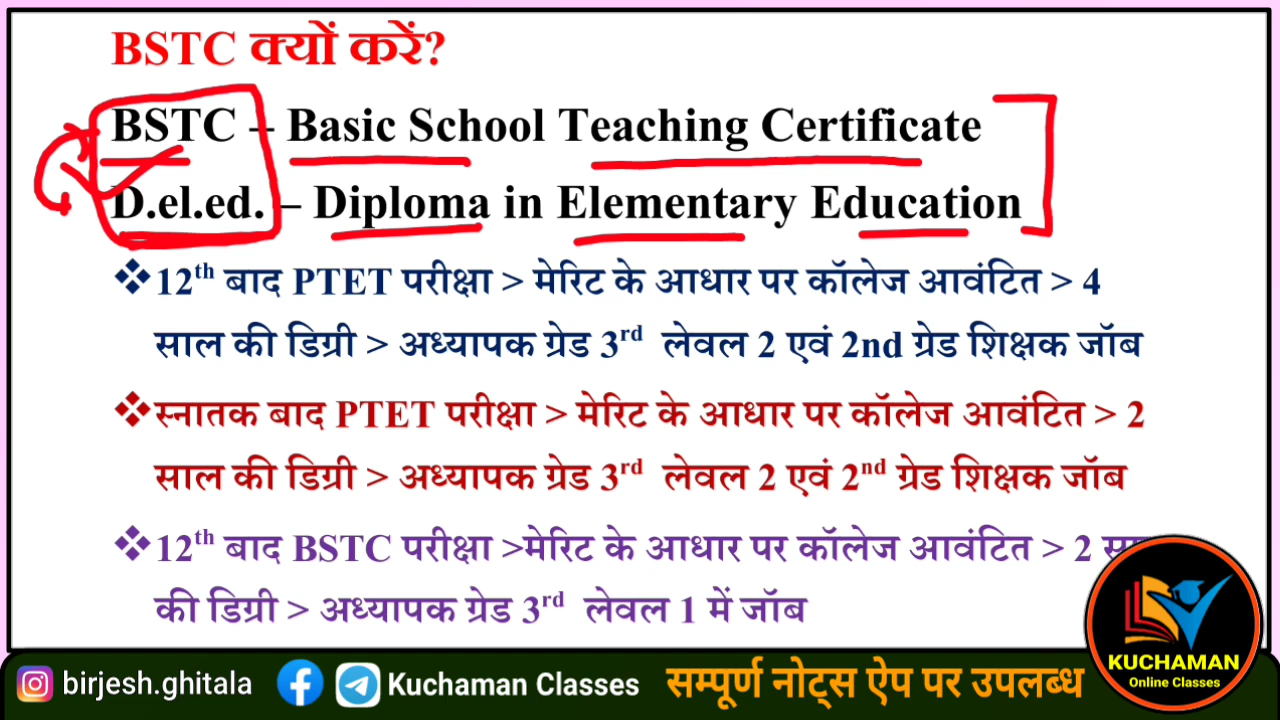 BSTC क्यों करें?
BSTC – Basic School Teaching Certificate
D.el.ed. – Diploma in Elementary Education
❖12th बाद PTET परीक्षा > मेरिट के आधार पर कॉलेज आवंटित > 4
साल की डिग्री > अध्यापक ग्रेड 3rd लेवल 2 एवं 2nd ग्रेड शिक्षक जॉब
❖स्नातक बाद PTET परीक्षा > मेरिट के आधार पर कॉलेज आवंटित > 2
साल की डिग्री > अध्यापक ग्रेड 3rd लेवल 2 एवं 2nd ग्रेड शिक्षक जॉब
❖12th बाद BSTC परीक्षा >मेरिट के आधार पर कॉलेज आवंटित > 2
की डिग्री > अध्यापक ग्रेड 3rd लेवल 1 में जॉब
KUCHAMAN
Online Classes
birjesh.ghitala Kuchaman Classes सम्पूर्ण नोट्स ऐप पर उपलब्ध